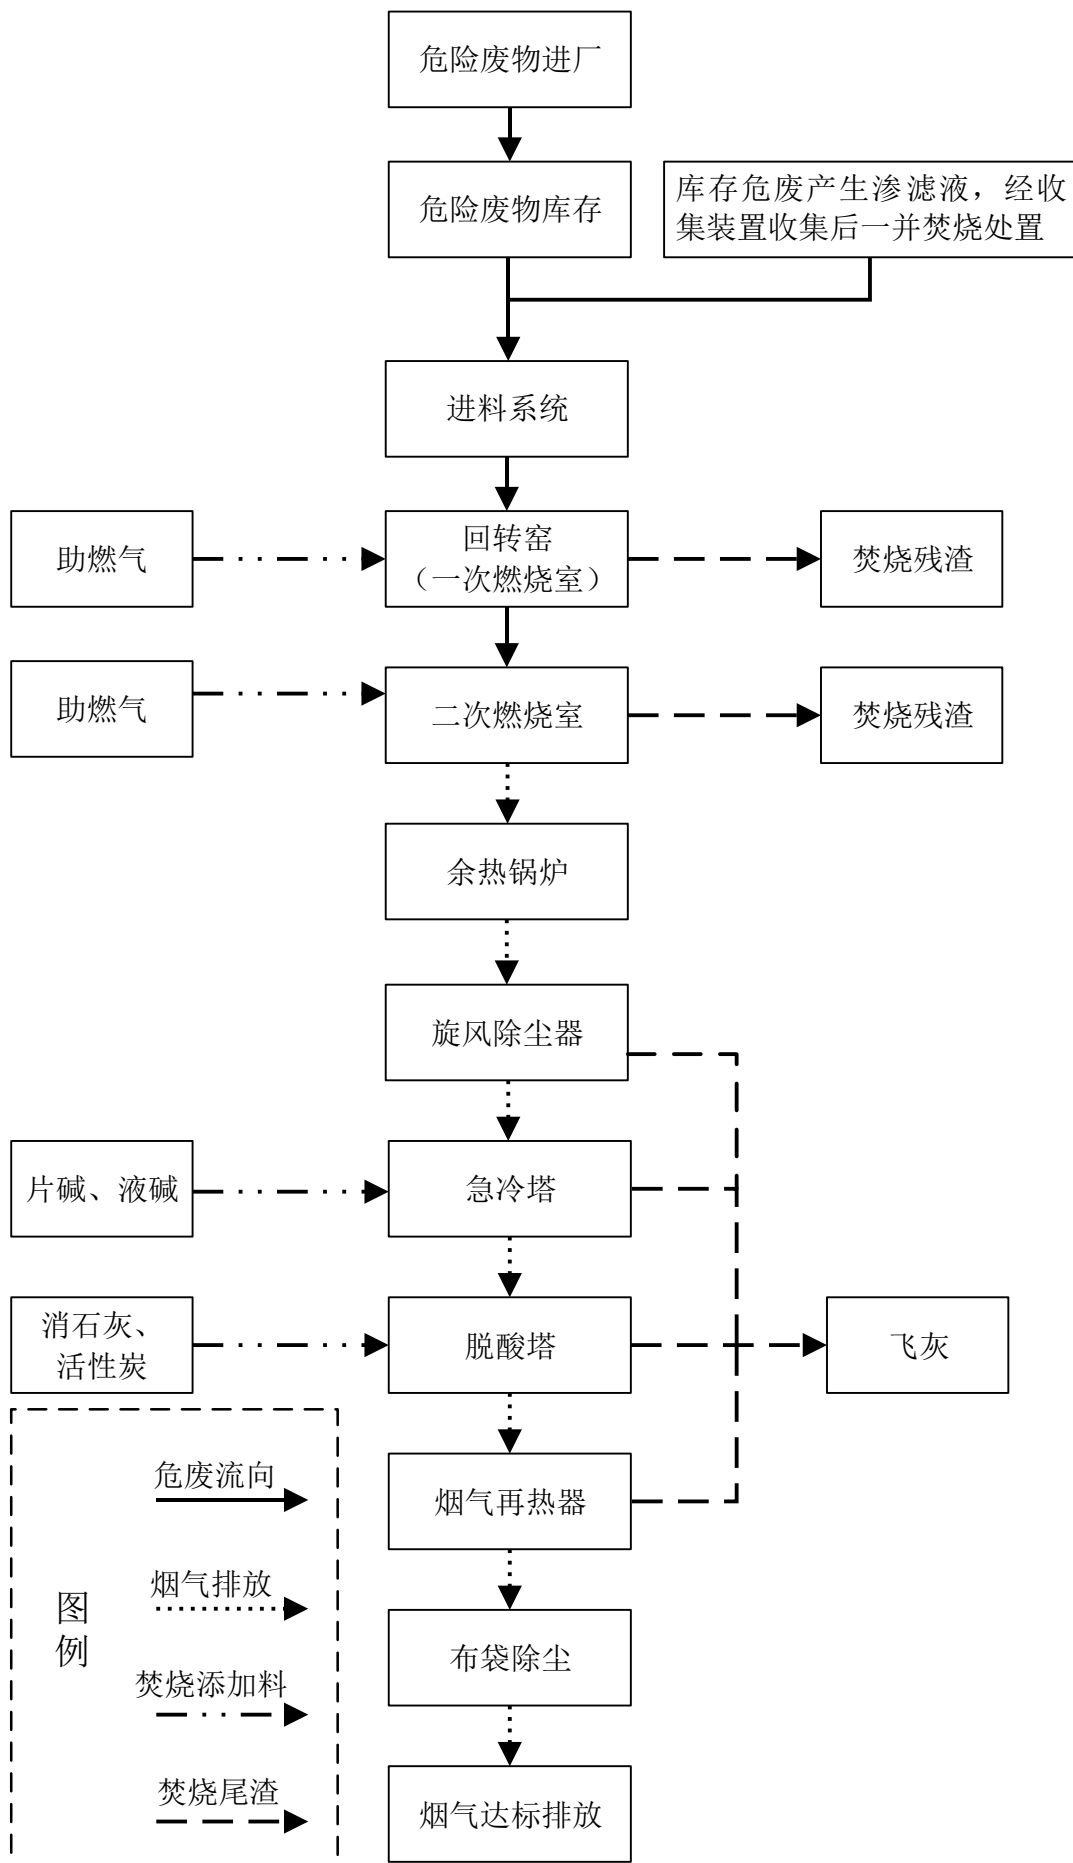 危险废物进厂
危险废物库存
库存危废产生渗滤液，经收
集装置收集后一并焚烧处置
进料系统
助燃气
回转窑
（一次燃烧室）
焚烧残渣
助燃气
二次燃烧室
焚烧残渣
余热锅炉
旋风除尘器
片碱、液碱
急冷塔
消石灰、
活性炭
脱酸塔
飞灰
烟气再热器
布袋除尘
烟气达标排放
图
例
危废流向
烟气排放
焚烧添加料
焚烧尾渣